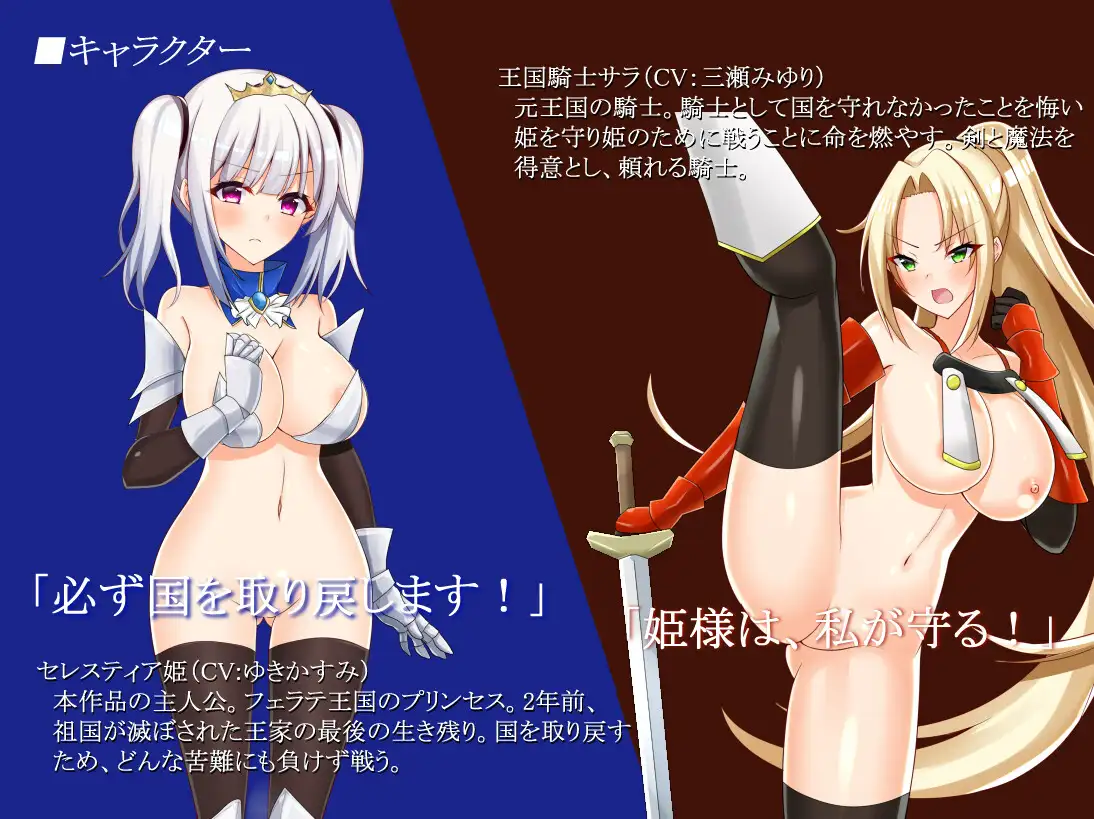 ■キャラクター
王国騎士サラ(CV:三瀬みゆり)
元王国の騎士。騎士として国を守れなかったことを悔い
姫を守り姫のために戦うことに命を燃やす。剣と魔法を
得意とし、頼れる騎士。
「必ず国を取り戻します!」
「姫様は、私が守る!」
セレスティア姫(CV:ゆきかすみ)
本作品の主人公。フェラテ王国のプリンセス。2年前、
祖国が滅ぼされた王家の最後の生き残り。国を取り戻す
ため、どんな苦難にも負けず戦う。